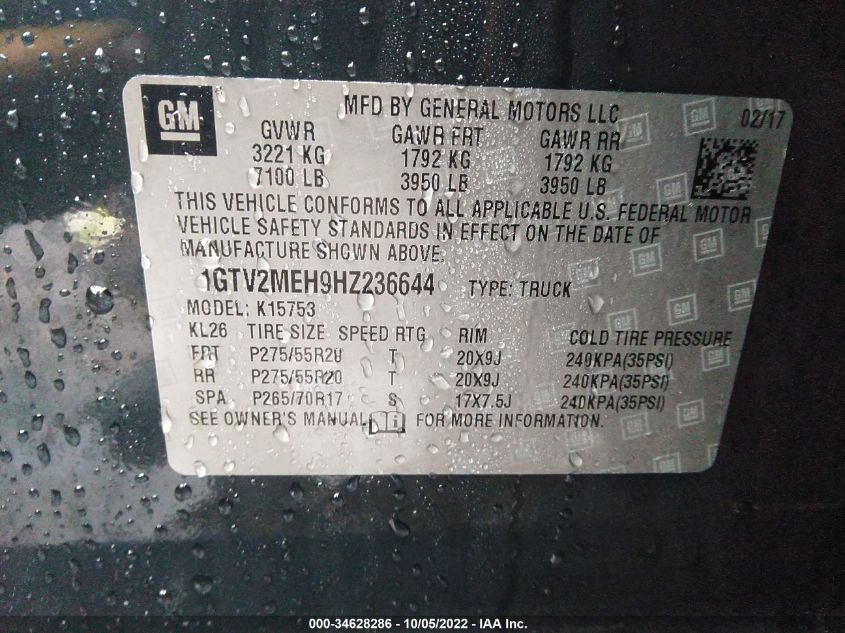 GM
MFD BY GENERAL MOTORS LLC
02/17
GVWR GAWR FRT GAWR RR
3221 KG 1792 KG 1792 KG
7100 LB 3950 LB 3950 LB
THIS VEHICLE CONFORMS TO ALL APPLICABLE U.S. FEDERAL MOTOR
VEHICLE SAFETY STANDARDS IN EFFECT ON THE DATE OF
MANUFACTURE SHOWN ABOVE.
1GTV2MEH9HZ236644 TYPE: TRUCK
MODEL: K15753
KL26 TIRE SIZE SPEED RTG RIM COLD TIRE PRESSURE
FRT P275/55R20 T 20X9J 240KPA(35PSI)
RR P275/55R20 T 20X9J 240KPA(35PSI)
SPA P265/70R17 S 17X7.5J 240KPA(35PSI)
SEE OWNER'S MANUAL FOR MORE INFORMATION.
000-34628286 - 10/05/2022 - IAA Inc.